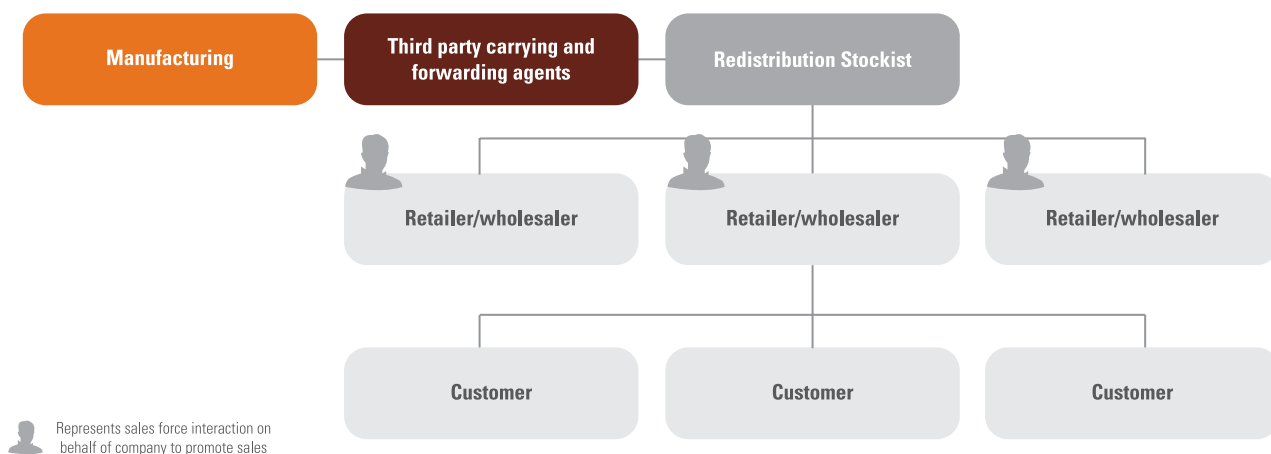 Manufacturing
Third party carrying and
forwarding agents
Redistribution Stockist
Retailer/wholesaler
Retailer/wholesaler
Retailer/wholesaler
Customer
Customer
Customer
Represents sales force interaction on
behalf of company to promote sales